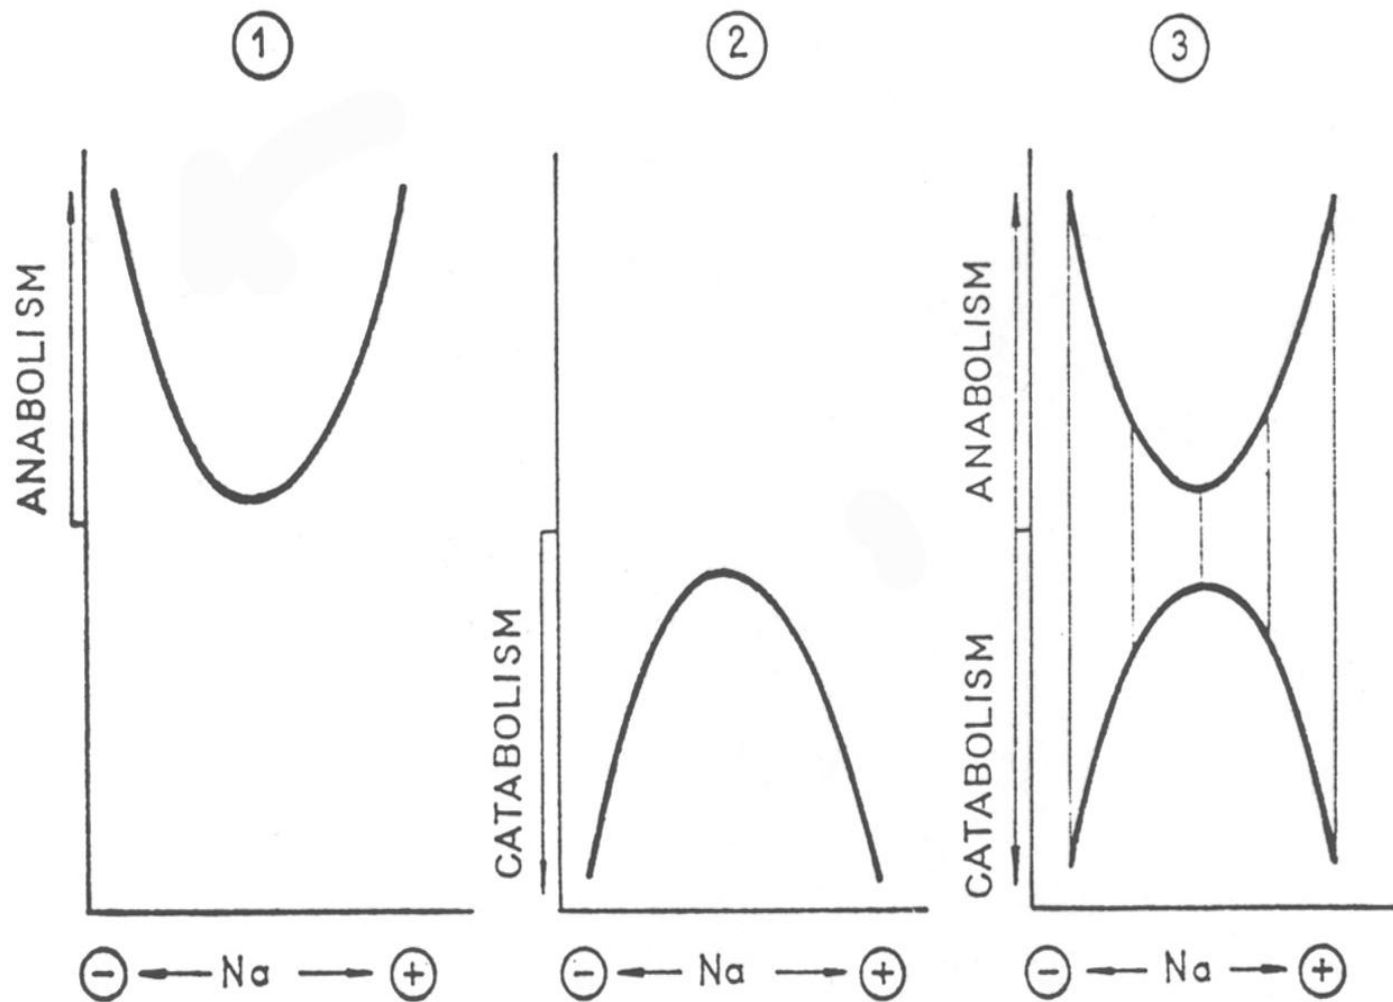 1
2
3
ANABOLISM
CATABOLISM
ANABOLISM
CATABOLISM
- Na +
- Na +
- Na +